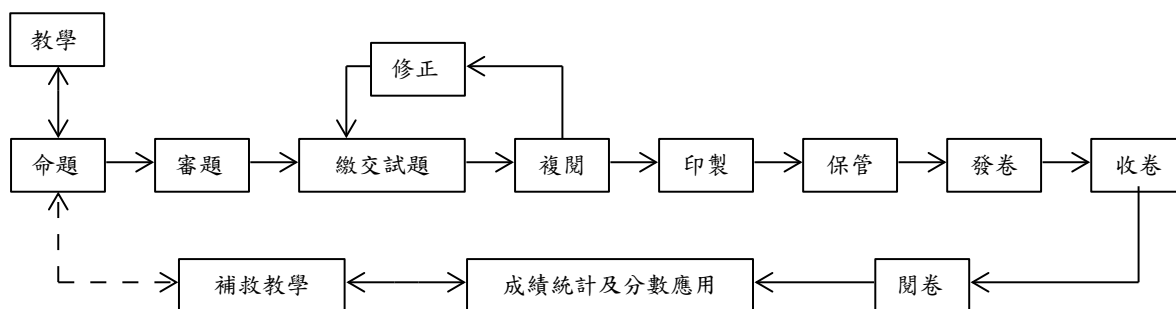 教學
修正
命題
審題
繳交試題
複閱
印製
保管
發卷
收卷
補救教學
成績統計及分數應用
閱卷